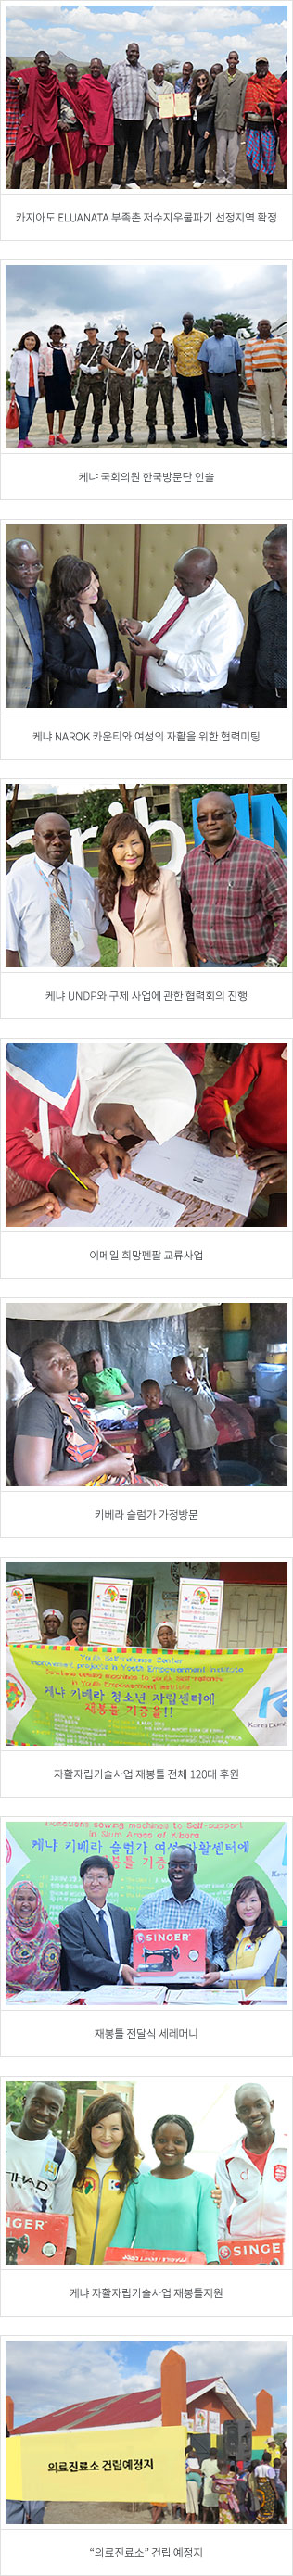 카지아도 ELUANATA 부족촌 저수지우물파기 선정지역 확정
케냐 국회의원 한국방문단 인솔
케냐 NAROK 카운티와 여성의 자활을 위한 협력미팅
케냐 UNDP와 구제 사업에 관한 협력회의 진행
이메일 희망펜팔 교류사업
키베라 슬럼가 가정방문
Youth Self-reliance Center
in Youth Empowerment institute
케냐 키베라 청소년 자립센터에
재봉틀 기증을!!
자활자립기술사업 재봉틀 전체 120대 후원
Donations sewing machines to Self-support
in Slum Areas of Kibera
케냐 키베라 슬럼가 여성자활센터에
재봉틀 기증
SINGER
재봉틀 전달식 세레머니
SINGER
SINGE
케냐 자활자립기술사업 재봉틀지원
의료진료소 건립예정지
“의료진료소” 건립 예정지